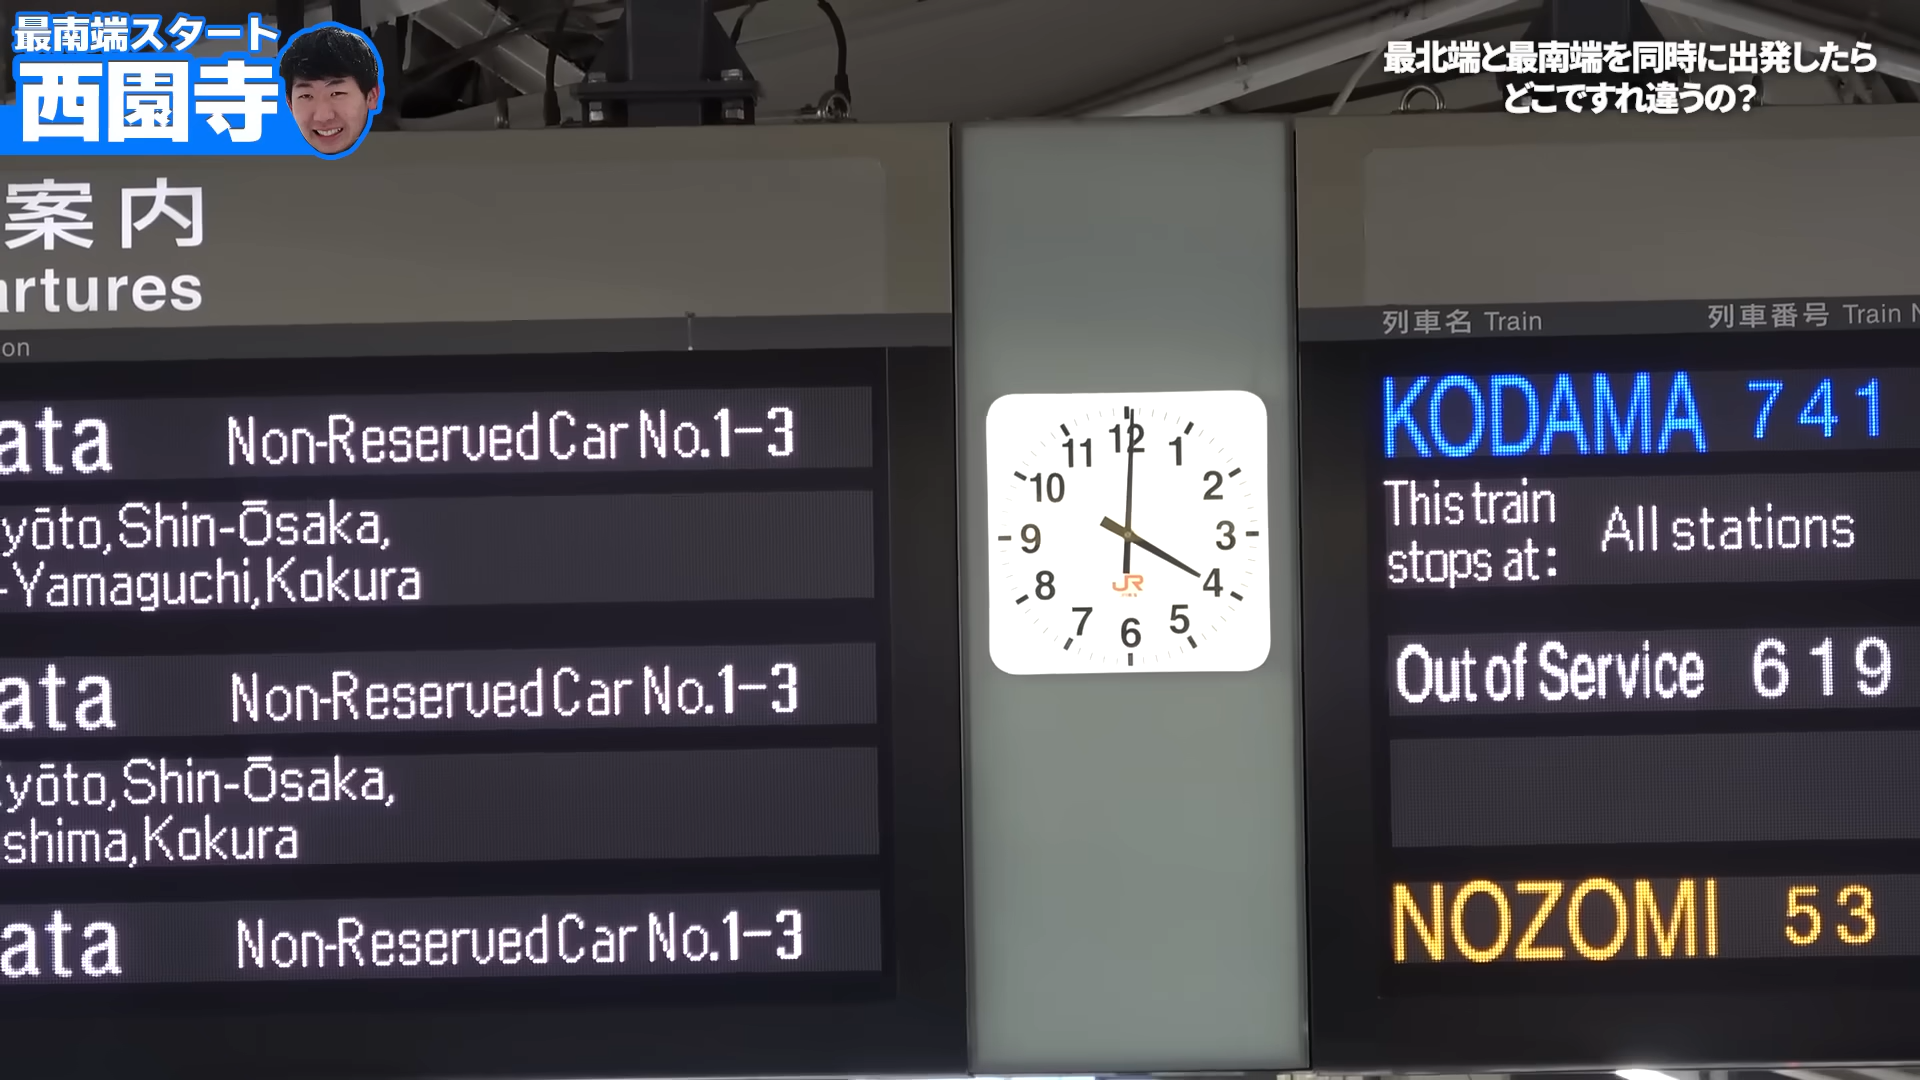 最南端スタート
西園寺
最北端と最南端を同時に出発したら
どこですれ違うの?
案内
artures
on
ata Non-Reserved Car No.1-3
yōto, Shin-Ōsaka,
-Yamaguchi, Kokura
ata Non-Reserved Car No.1-3
yōto, Shin-Ōsaka,
shima, Kokura
ata Non-Reserved Car No.1-3
12
1
2
3
4
5
6
7
8
9
10
11
JR
列車名 Train 列車番号 Train N
KODAMA 741
This train
stops at: All stations
Out of Service 619
NOZOMI 53